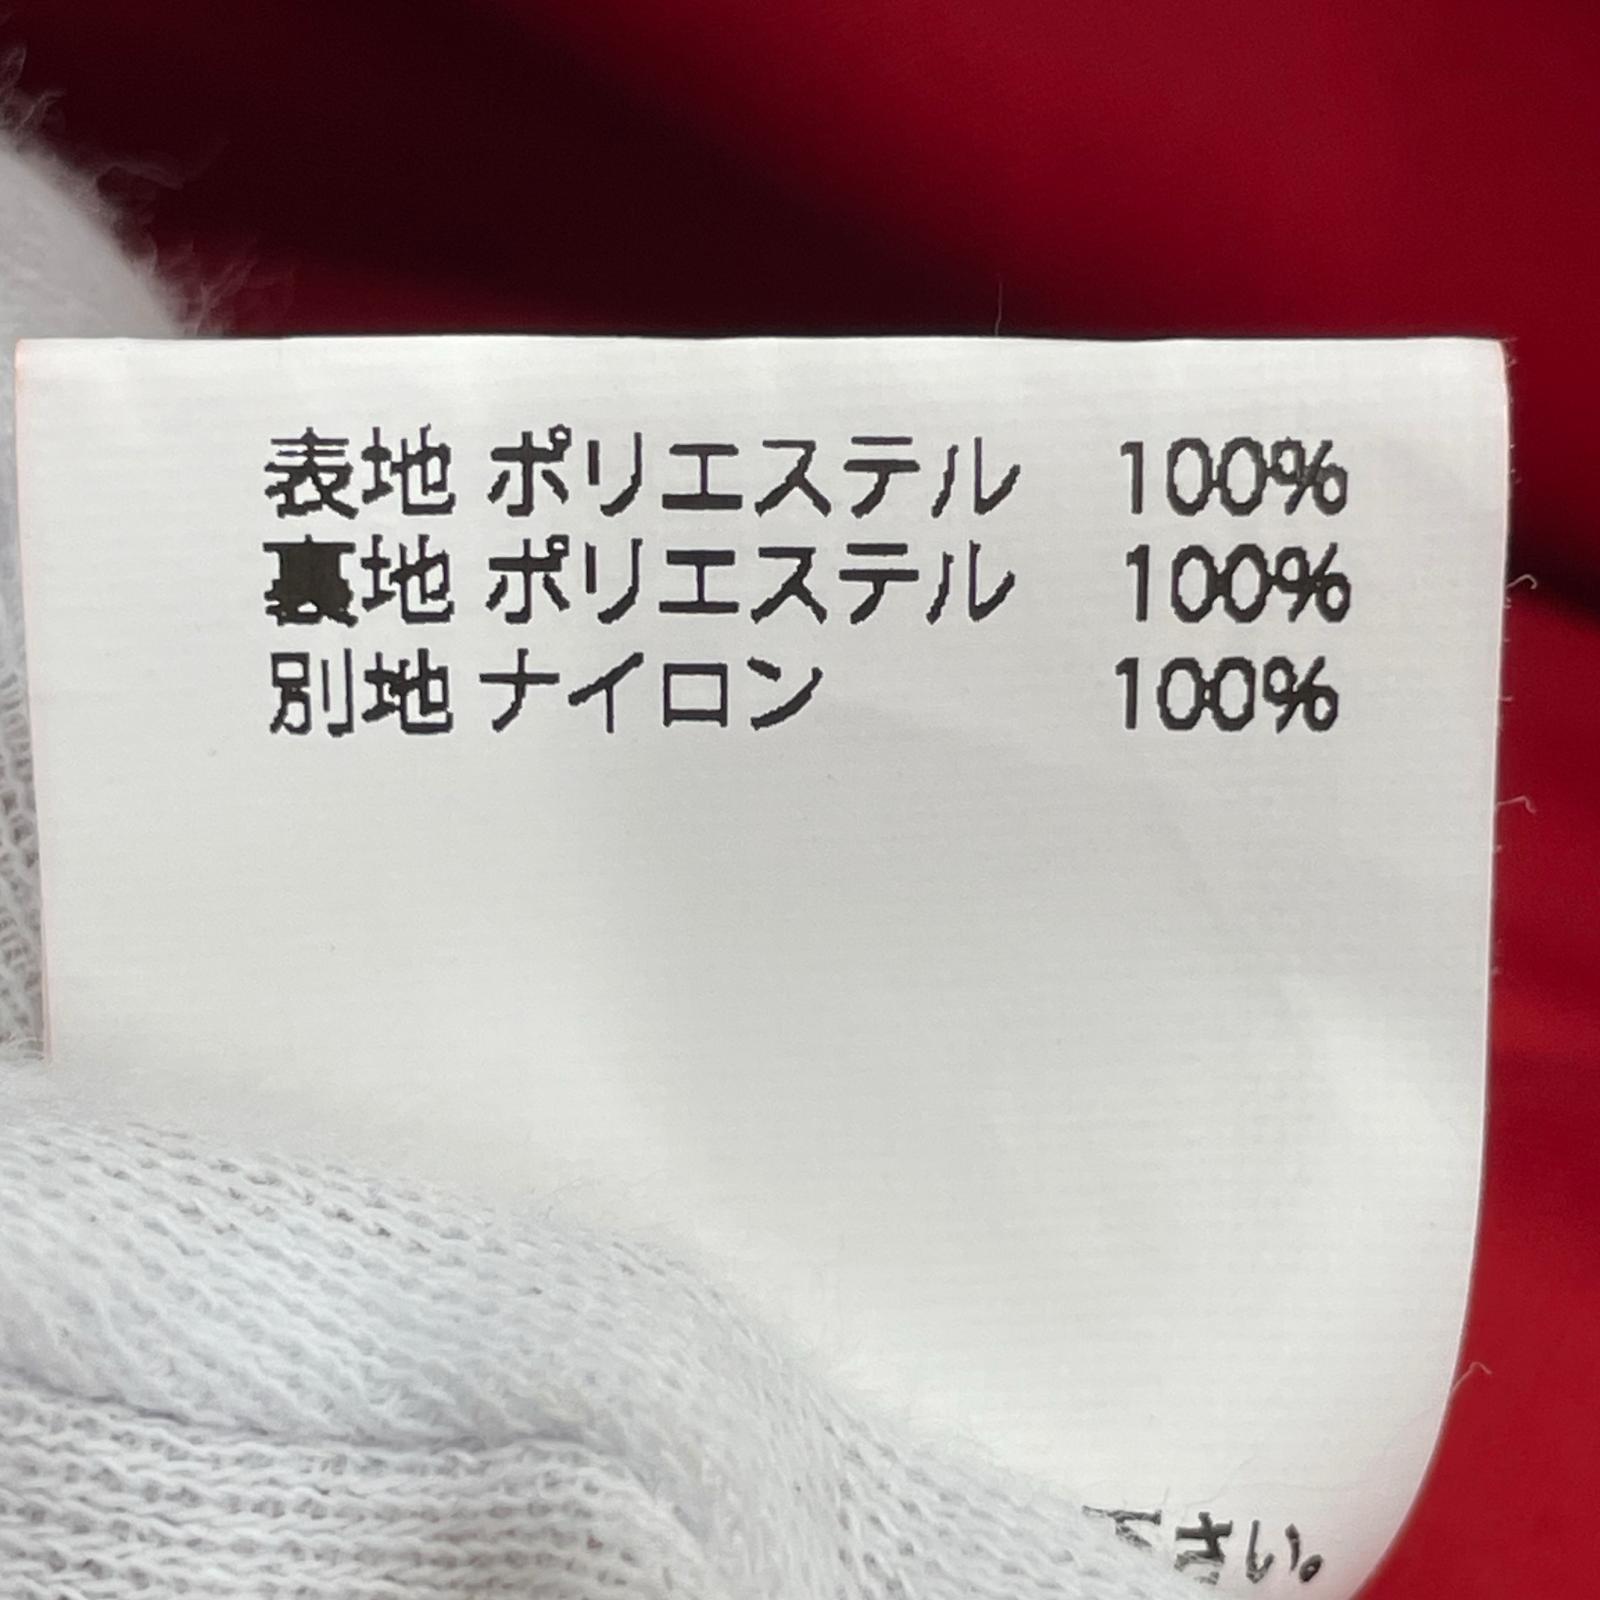 表地 ポリエステル 100%
裏地 ポリエステル 100%
別地 ナイロン 100%
下さい。